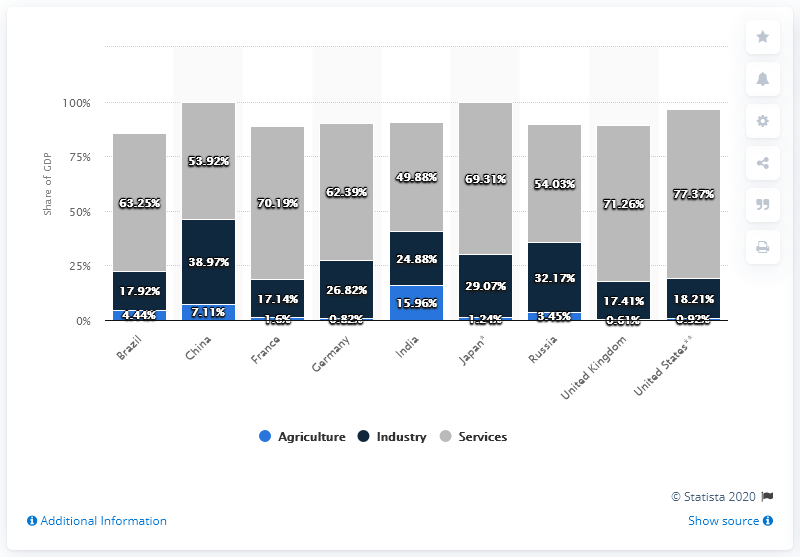 Share of GDP
100%
75%
50%
25%
0%
63.25% 53.92% 70.19% 62.39% 49.88% 69.31% 54.03% 71.26% 77.37%
17.92% 38.97% 17.14% 26.82% 24.88% 29.07% 32.17% 17.41% 18.21%
4.44% 7.11% 1.6% 0.82% 15.96% 1.24% 3.45% 0.61% 0.92%
Brazil China France Germany India Japan* Russia United Kingdom United States**
Agriculture Industry Services
© Statista 2020
Additional Information Show source